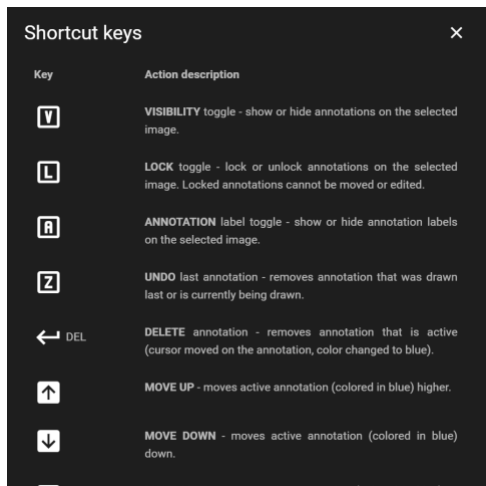 Shortcut keys
Key Action description
V VISIBILITY toggle - show or hide annotations on the selected
image.
L LOCK toggle - lock or unlock annotations on the selected
image. Locked annotations cannot be moved or edited.
A ANNOTATION label toggle - show or hide annotation labels
on the selected image.
Z UNDO last annotation - removes annotation that was drawn
last or is currently being drawn.
DEL DELETE annotation - removes annotation that is active
(cursor moved on the annotation, color changed to blue).
MOVE UP - moves active annotation (colored in blue) higher.
MOVE DOWN - moves active annotation (colored in blue)
down.